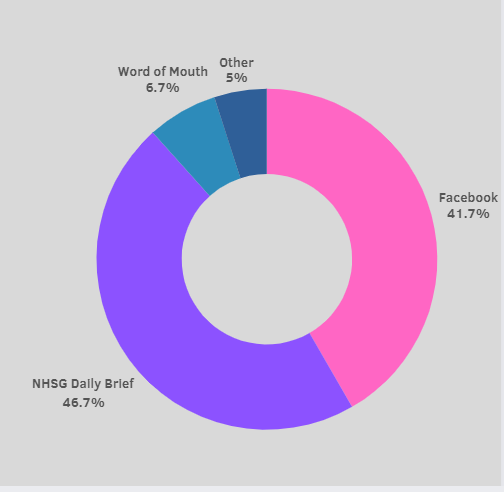 Other
5%
Word of Mouth
6.7%
Facebook
41.7%
NHSG Daily Brief
46.7%